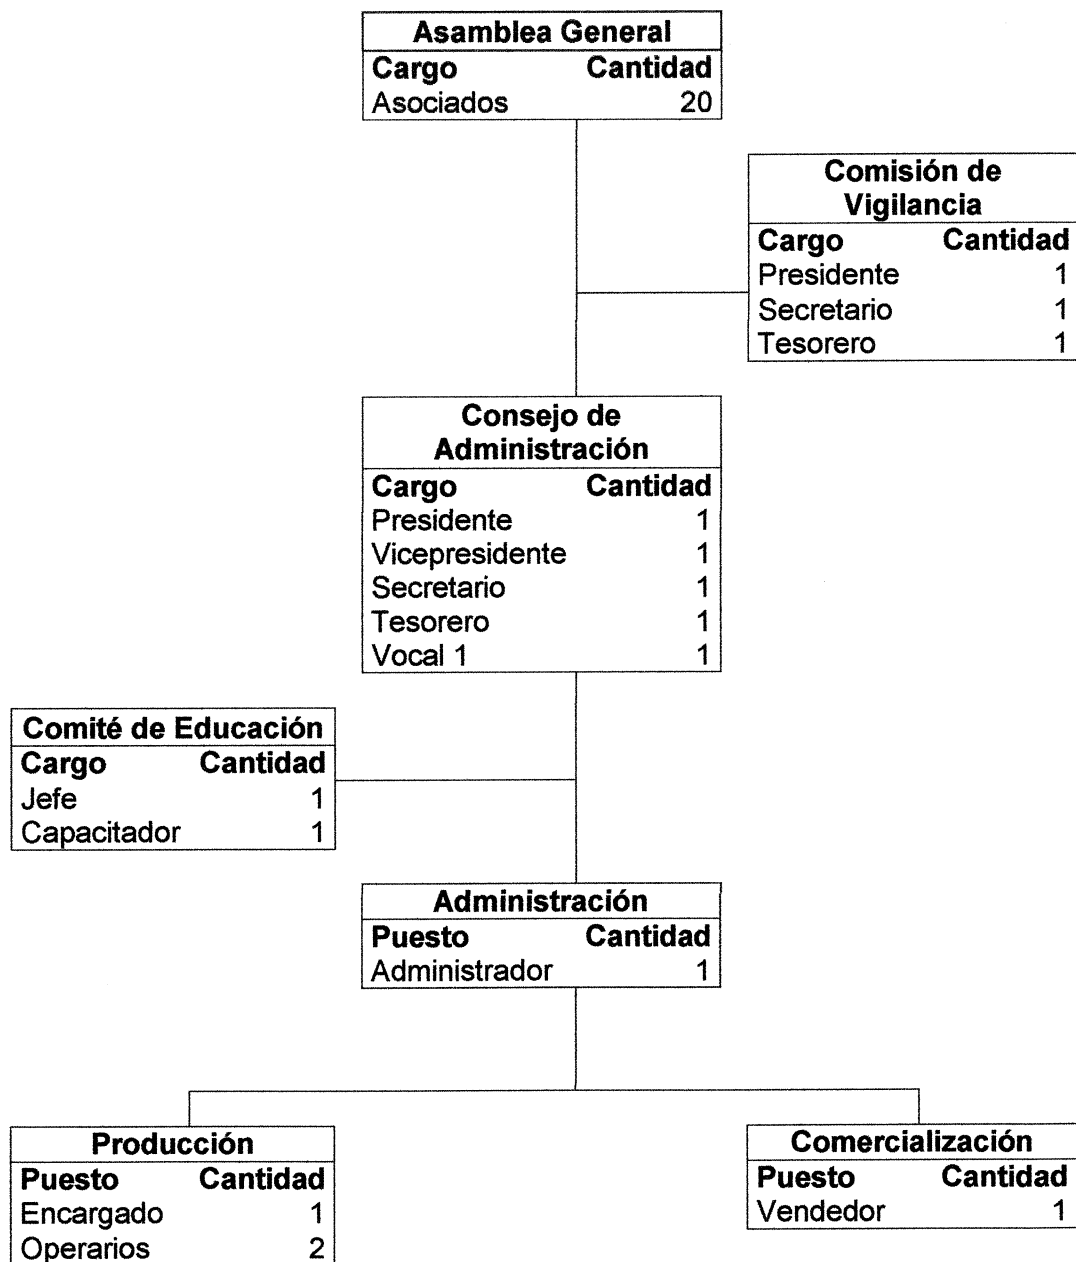 Asamblea General
Cargo Cantidad
Asociados 20
Comisión de
Vigilancia
Cargo Cantidad
Presidente 1
Secretario 1
Tesorero 1
Consejo de
Administración
Cargo Cantidad
Presidente 1
Vicepresidente 1
Secretario 1
Tesorero 1
Vocal 1 1
Comité de Educación
Cargo Cantidad
Jefe 1
Capacitador 1
Administración
Puesto Cantidad
Administrador 1
Producción
Puesto Cantidad
Encargado 1
Operarios 2
Comercialización
Puesto Cantidad
Vendedor 1